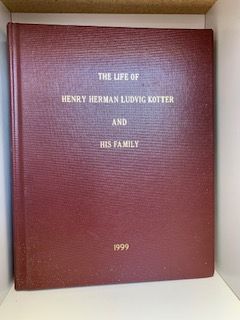 THE LIFE OF
HENRY HERMAN LUDVIG KOTTER
AND
HIS FAMILY
1999